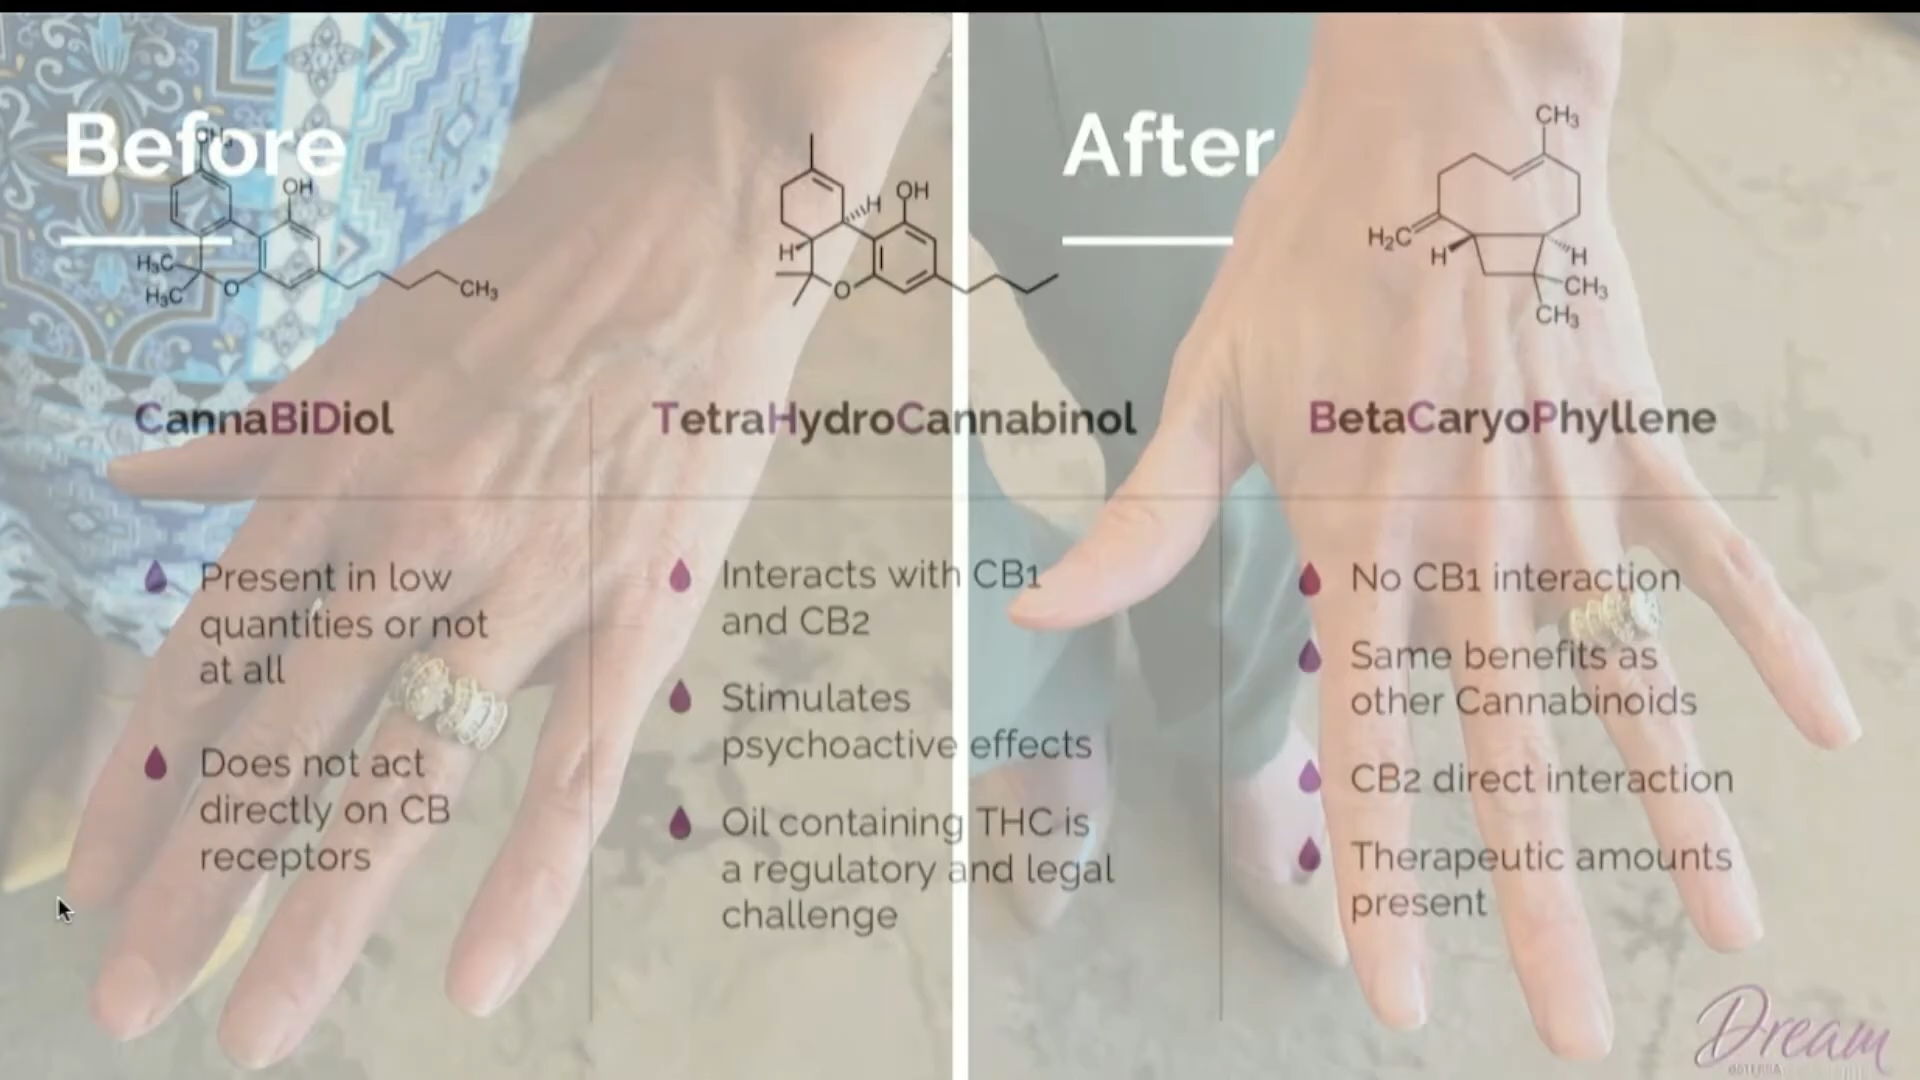 Before
After
OH
H₃C
H₃C
O
CH₃
H
OH
H
O
CH₃
H₂C
H
H
CH₃
CH₃
CannaBiDiol
TetraHydroCannabinol
BetaCaryoPhyllene
Present in low
quantities or not
at all
Does not act
directly on CB
receptors
Interacts with CB1
and CB2
Stimulates
psychoactive effects
Oil containing THC is
a regulatory and legal
challenge
No CB1 interaction
Same benefits as
other Cannabinoids
CB2 direct interaction
Therapeutic amounts
present
Dream